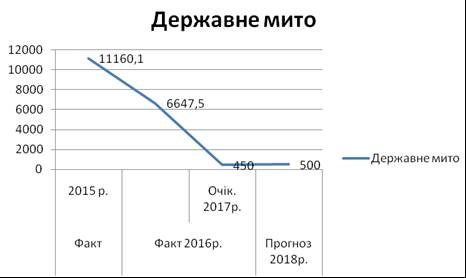 Державне мито
12000
10000
8000
6000
4000
2000
0
11160,1
6647,5
450
500
Державне мито
2015 р.
Очік.
2017р.
Факт
Факт 2016р.
Прогноз
2018р.